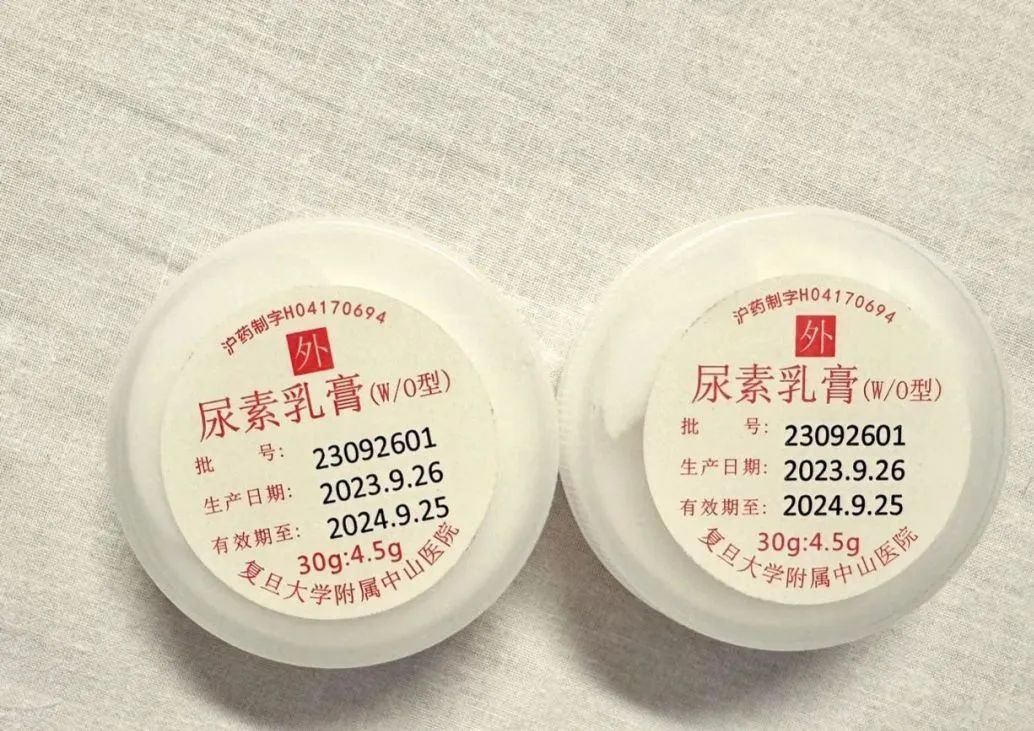 沪药制字H04170694
外
尿素乳膏(W/O型)
批 号: 23092601
生产日期: 2023.9.26
有效期至: 2024.9.25
30g:4.5g
复旦大学附属中山医院
沪药制字H04170694
外
尿素乳膏(W/O型)
批 号: 23092601
生产日期: 2023.9.26
有效期至: 2024.9.25
30g:4.5g
复旦大学附属中山医院